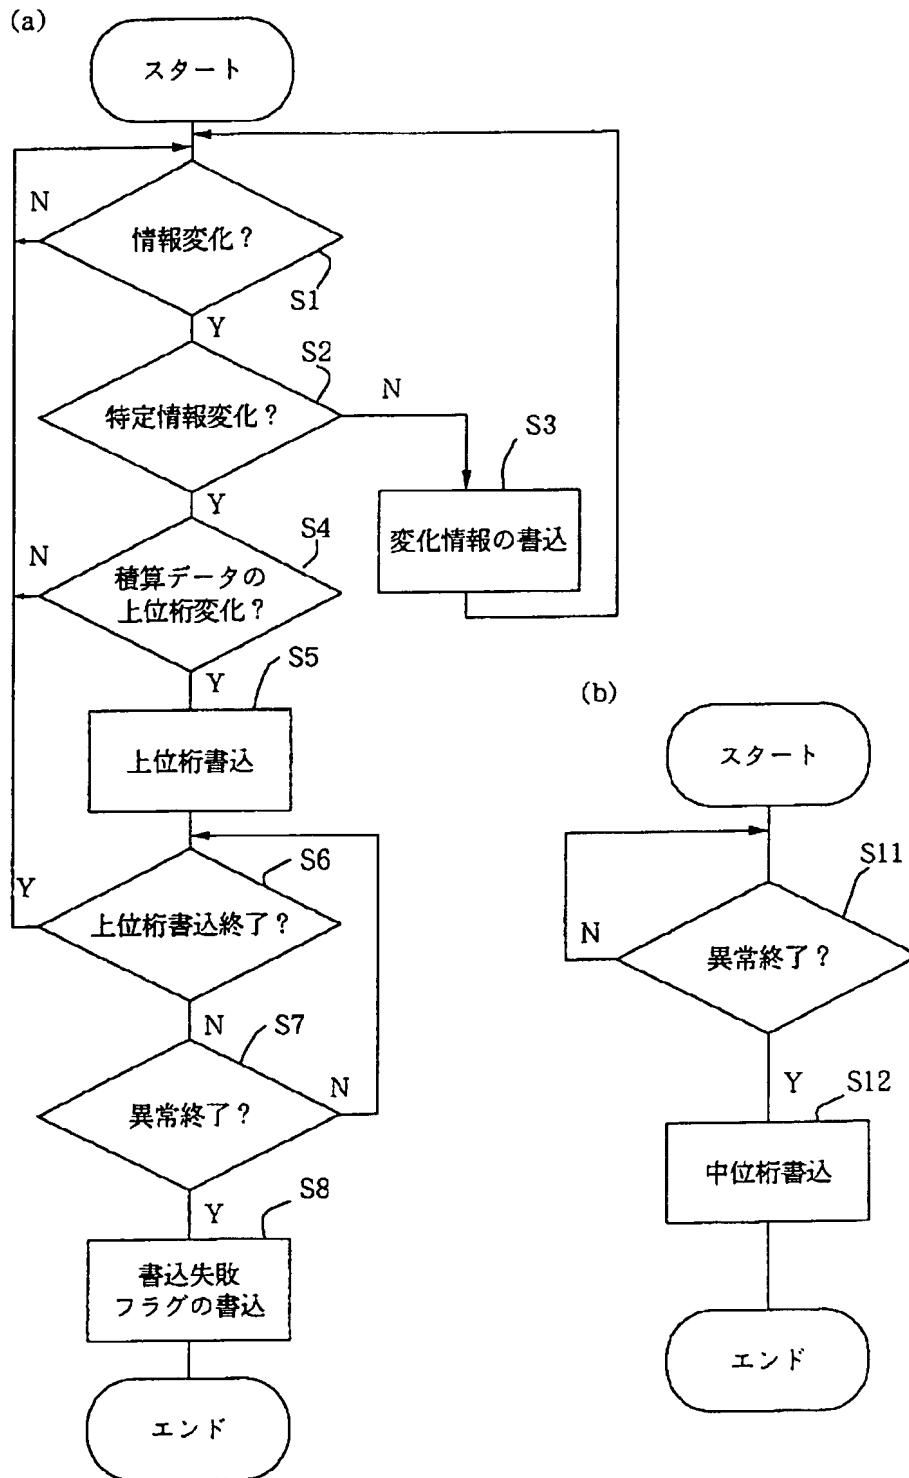 (a)
スタート
N
情報変化？
S1
Y
S2
N
特定情報変化？
S3
Y
変化情報の書込
S4
N
積算データの
上位桁変化？
S5
Y
上位桁書込
S6
Y
上位桁書込終了？
N
S7
N
異常終了？
Y
S8
書込失敗
フラグの書込
エンド
(b)
スタート
S11
N
異常終了？
Y
S12
中位桁書込
エンド